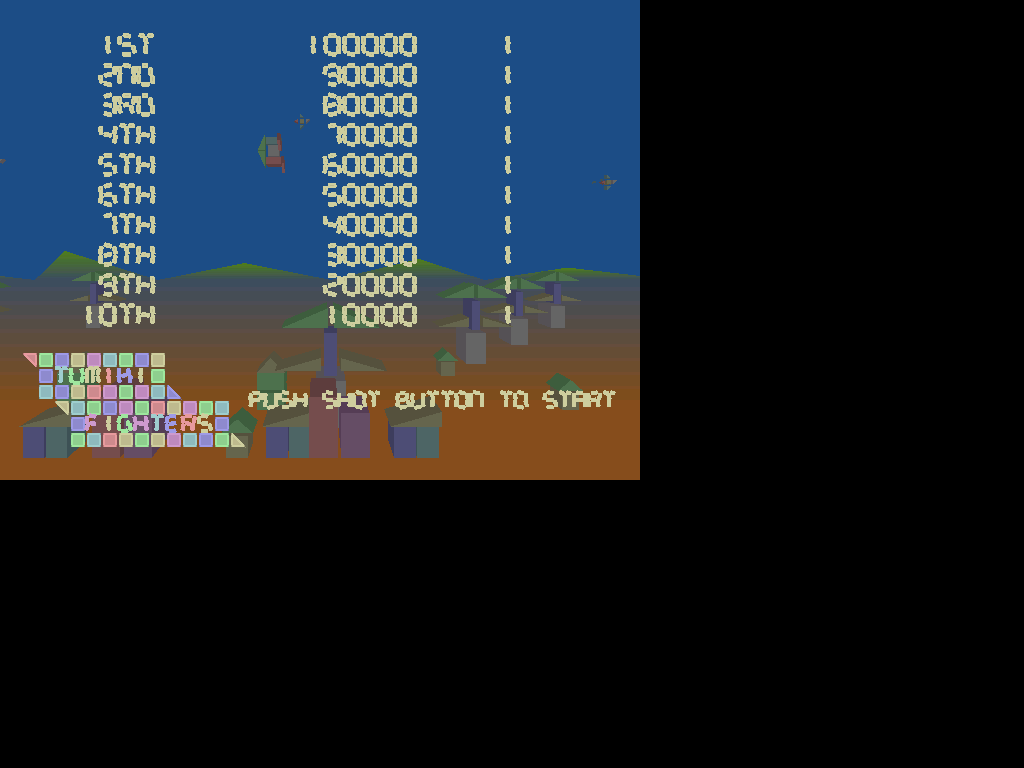 1ST 100000 1
2ND 90000 1
3RD 80000 1
4TH 70000 1
5TH 60000 1
6TH 50000 1
7TH 40000 1
8TH 30000 1
9TH 20000 1
10TH 10000 1
TUMIKI
FIGHTERS
PUSH SHOT BUTTON TO START